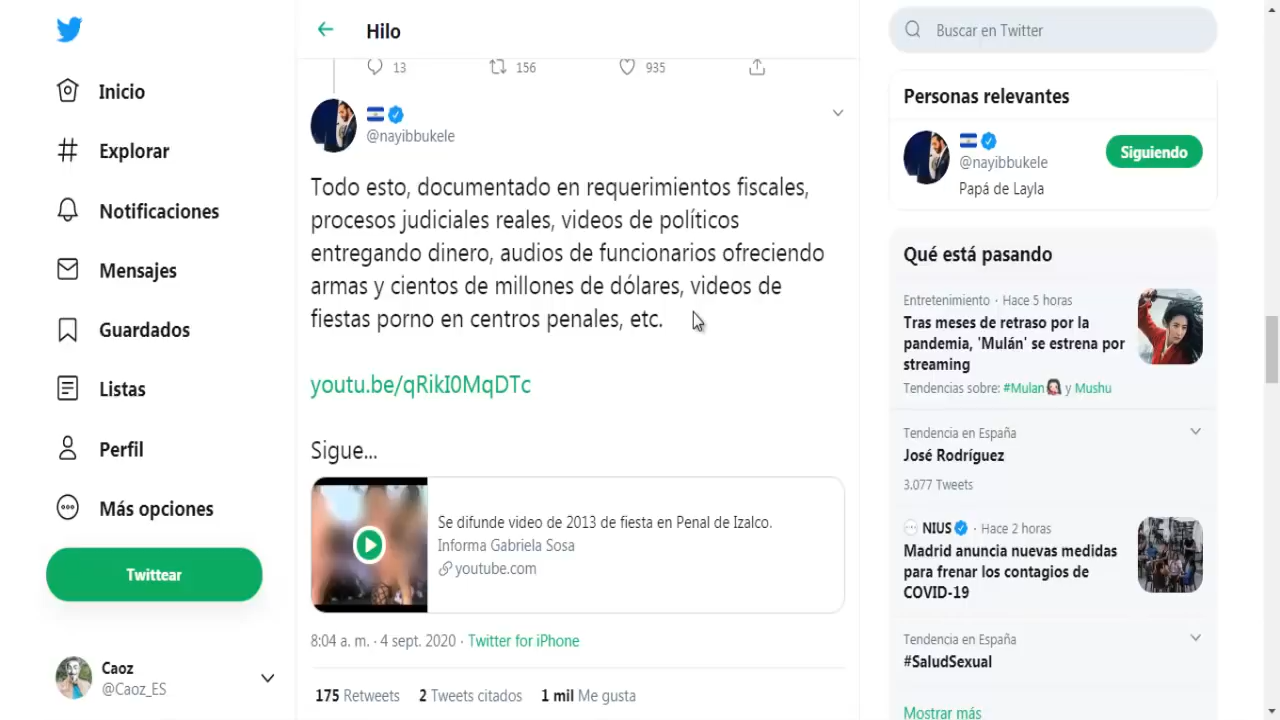 Hilo
Buscar en Twitter
13 156 935
Inicio
Explorar
Notificaciones
Mensajes
Guardados
Listas
Perfil
Más opciones
Twittear
Caoz
@Caoz_ES
@nayibbukele
Todo esto, documentado en requerimientos fiscales,
procesos judiciales reales, videos de políticos
entregando dinero, audios de funcionarios ofreciendo
armas y cientos de millones de dólares, videos de
fiestas porno en centros penales, etc.
youtu.be/qRikI0MqDTc
Sigue...
Se difunde video de 2013 de fiesta en Penal de Izalco.
Informa Gabriela Sosa
youtube.com
8:04 a. m. · 4 sept. 2020 · Twitter for iPhone
175 Retweets 2 Tweets citados 1 mil Me gusta
Personas relevantes
@nayibbukele
Siguiendo
Papá de Layla
Qué está pasando
Entretenimiento · Hace 5 horas
Tras meses de retraso por la
pandemia, 'Mulán' se estrena por
streaming
Tendencias sobre: #Mulan y Mushu
Tendencia en España
José Rodríguez
3.077 Tweets
NIUS · Hace 2 horas
Madrid anuncia nuevas medidas
para frenar los contagios de
COVID-19
Tendencia en España
#SaludSexual
Mostrar más